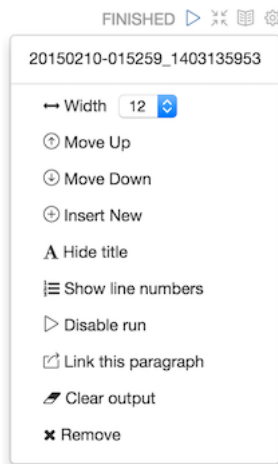 FINISHED
20150210-015259_1403135953
Width 12
Move Up
Move Down
Insert New
Hide title
Show line numbers
Disable run
Link this paragraph
Clear output
Remove